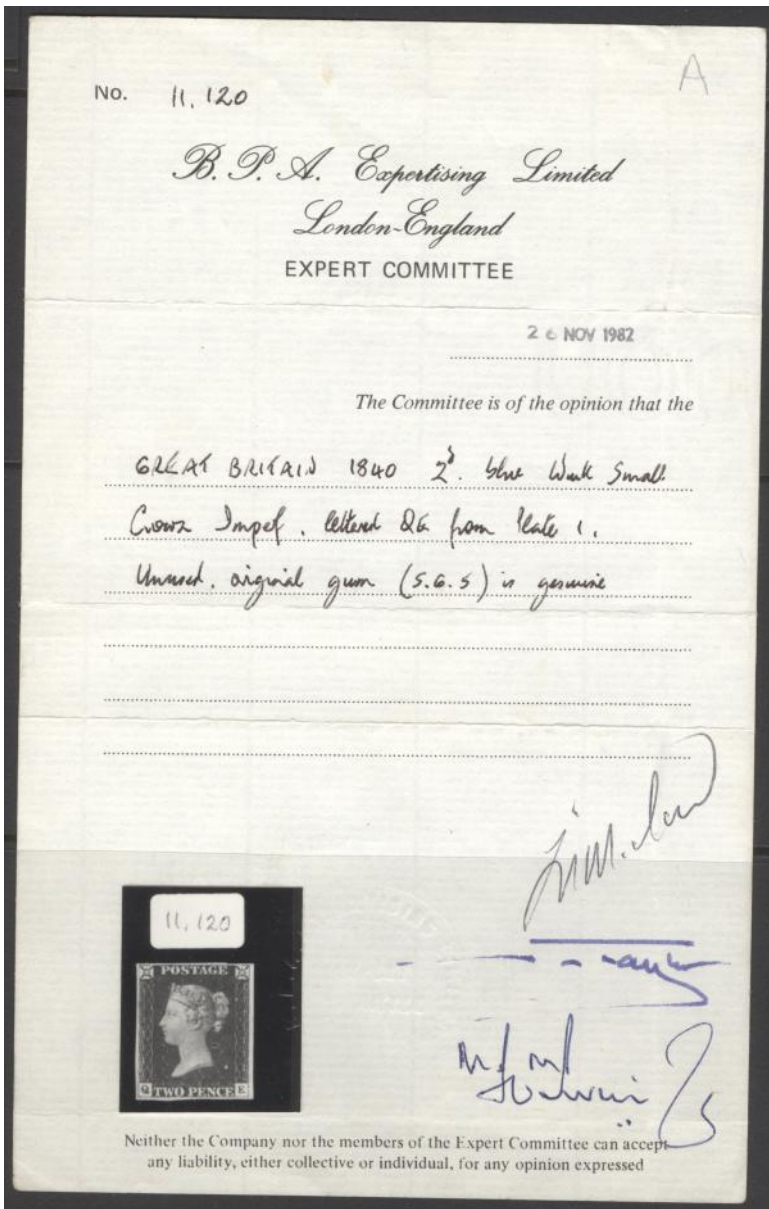 A
No. 11,120
B. P. A. Expertising Limited
London-England
EXPERT COMMITTEE
26 NOV 1982
The Committee is of the opinion that the
GREAT BRITAIN 1840 2d. blue Wmk Small
Crown Impef. lettered QE from Plate 1.
Unused, original gum (S.G.5) is genuine
11,120
POSTAGE
Q TWO PENCE E
Neither the Company nor the members of the Expert Committee can accept
any liability, either collective or individual, for any opinion expressed